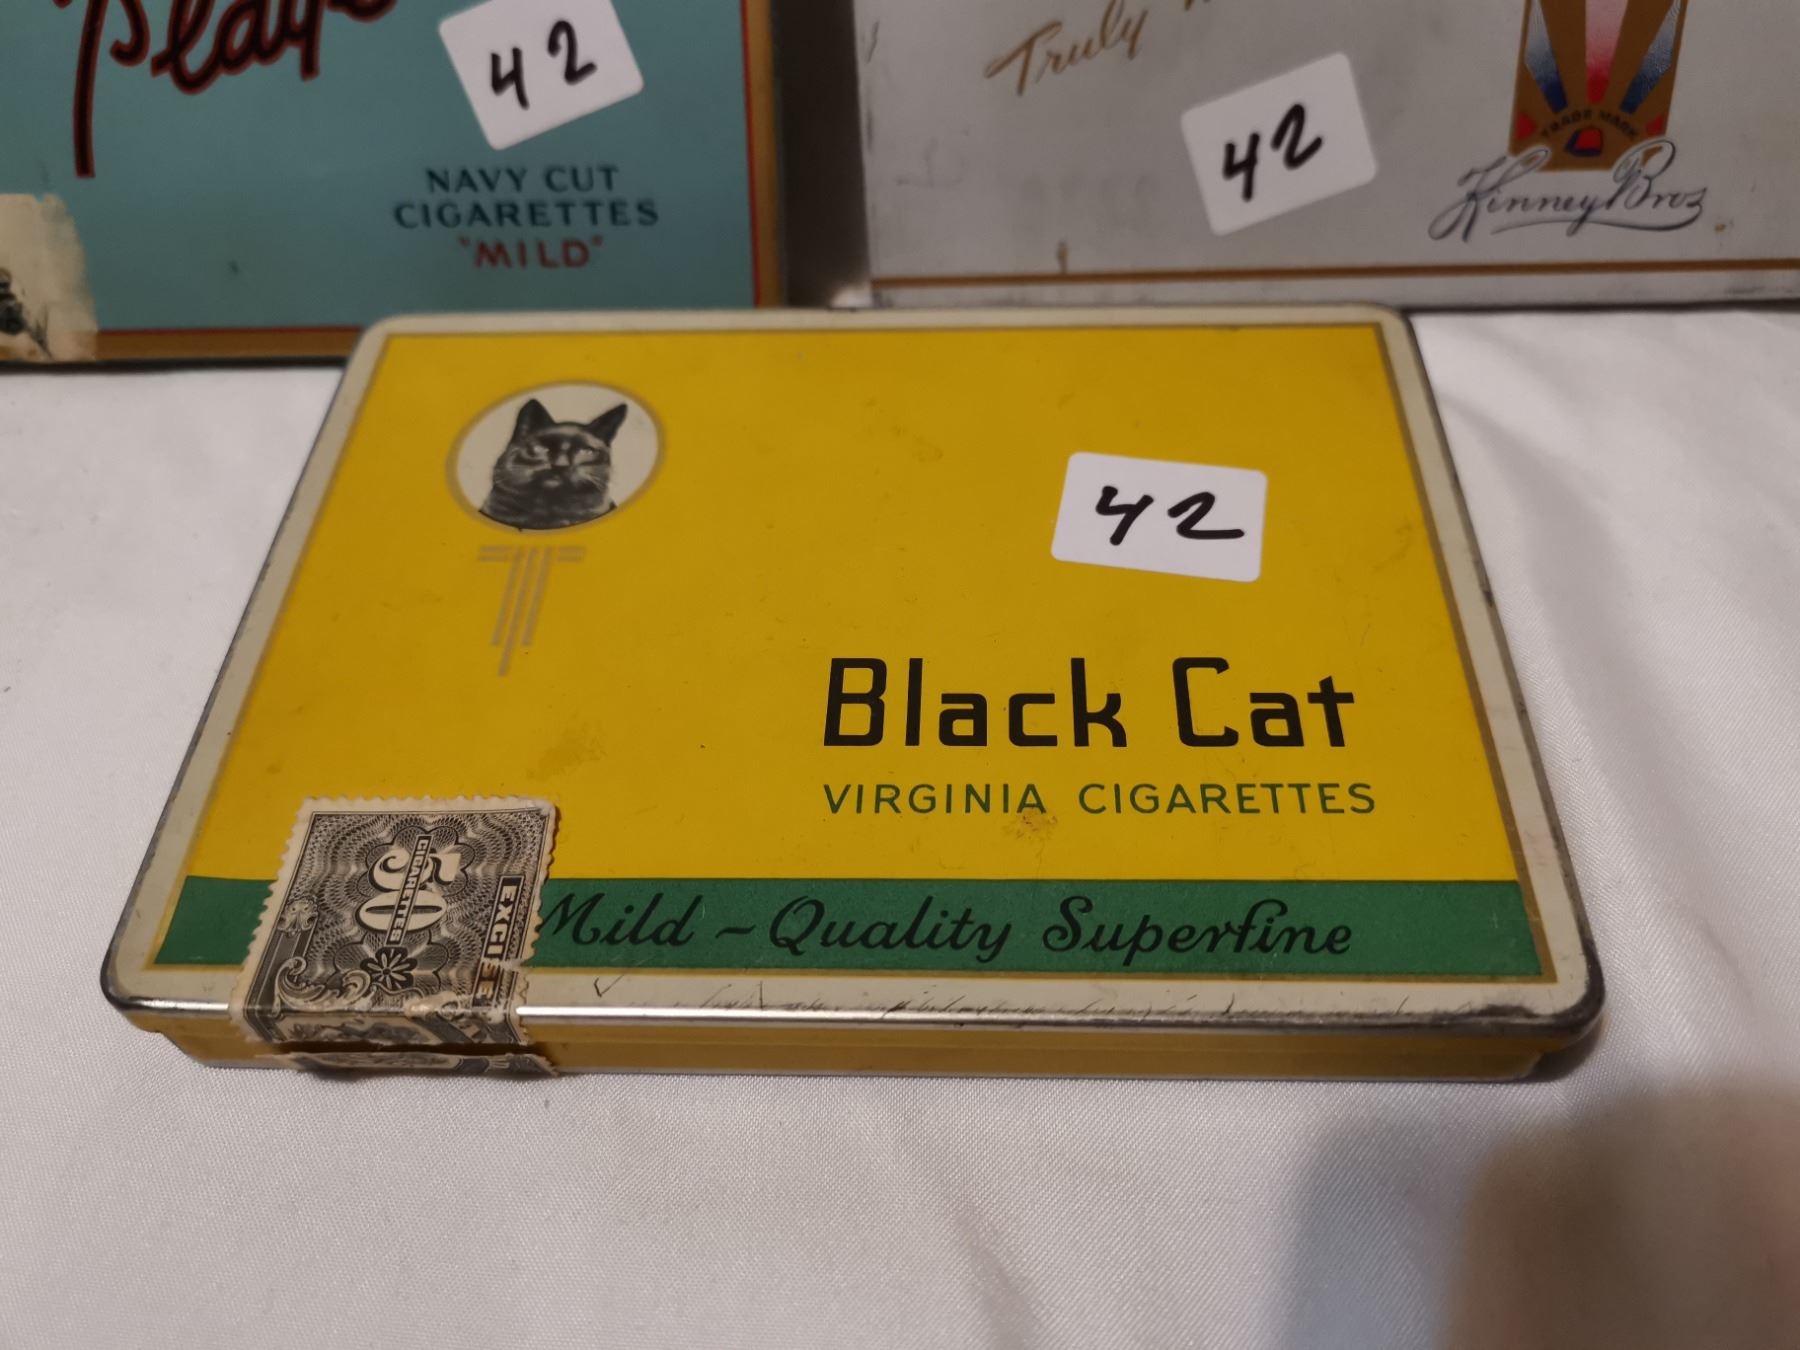 42
NAVY CUT
CIGARETTES
"MILD"
Truly
42
TRADE MARK
Kinney Bros
42
Black Cat
VIRGINIA CIGARETTES
Mild ~ Quality Superfine
50
CIGARETTES